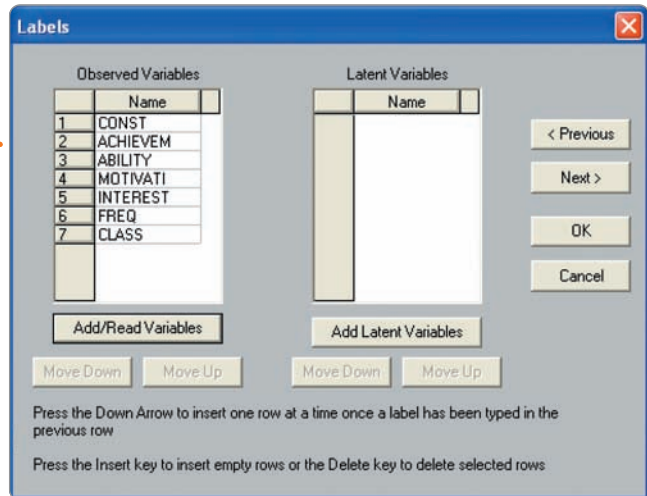 Labels
Observed Variables
Name
1 CONST
2 ACHIEVEM
3 ABILITY
4 MOTIVATI
5 INTEREST
6 FREQ
7 CLASS
Add/Read Variables
Move Down Move Up
Latent Variables
Name
Add Latent Variables
Move Down Move Up
< Previous
Next >
OK
Cancel
Press the Down Arrow to insert one row at a time once a label has been typed in the
previous row
Press the Insert key to insert empty rows or the Delete key to delete selected rows